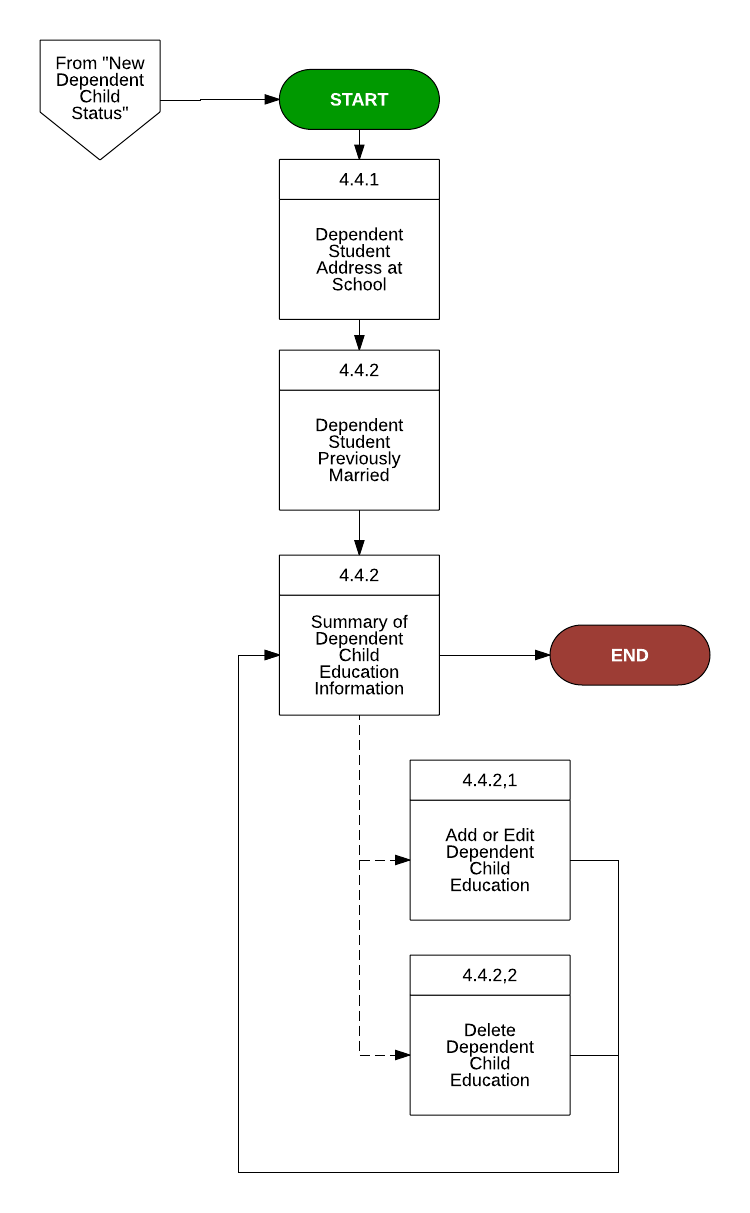 From "New
Dependent
Child
Status"
START
4.4.1
Dependent
Student
Address at
School
4.4.2
Dependent
Student
Previously
Married
4.4.2
Summary of
Dependent
Child
Education
Information
END
4.4.2,1
Add or Edit
Dependent
Child
Education
4.4.2,2
Delete
Dependent
Child
Education